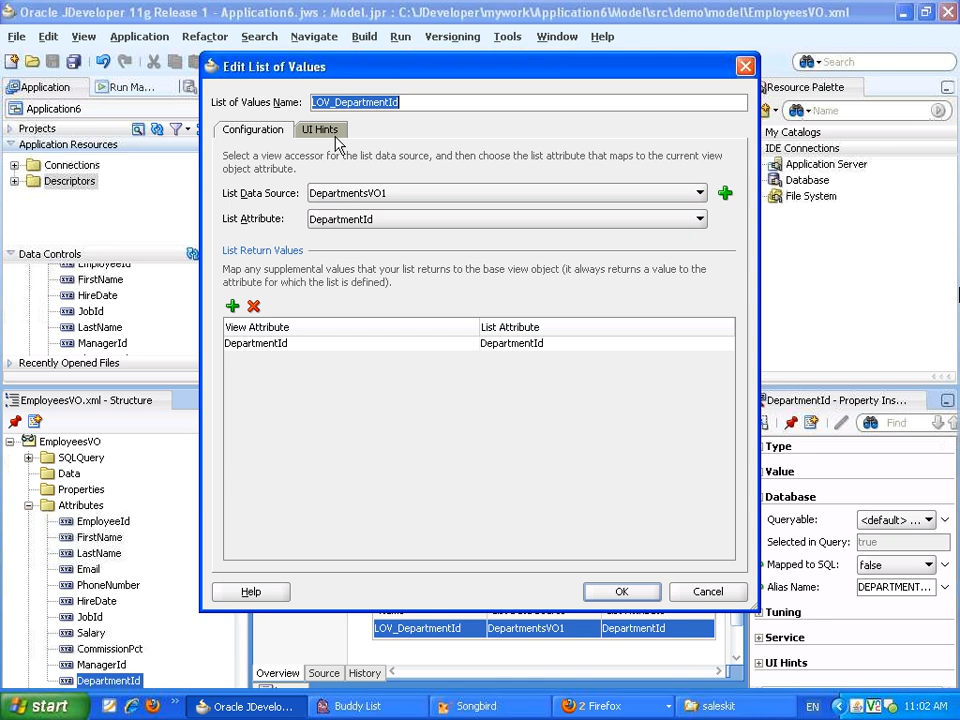 Oracle JDeveloper 11g Release 1 - Application6.jws : Model.jpr : C:\JDeveloper\mywork\Application6\Model\src\demo\model\EmployeesVO.xml
File Edit View Application Refactor Search Navigate Build Run Versioning Tools Window Help
Search
Application
Run Ma...
Application6
Projects
Application Resources
Connections
Descriptors
Data Controls
EmployeeId
FirstName
HireDate
JobId
LastName
ManagerId
Recently Opened Files
EmployeesVO.xml - Structure
EmployeesVO
SQLQuery
Data
Properties
Attributes
EmployeeId
FirstName
LastName
Email
PhoneNumber
HireDate
JobId
Salary
CommissionPct
ManagerId
DepartmentId
Edit List of Values
List of Values Name: LOV_DepartmentId
Configuration UI Hints
Select a view accessor for the list data source, and then choose the list attribute that maps to the current view
object attribute.
List Data Source: DepartmentsVO1
List Attribute: DepartmentId
List Return Values
Map any supplemental values that your list returns to the base view object (it always returns a value to the
attribute for which the list is defined).
View Attribute List Attribute
DepartmentId DepartmentId
Help OK Cancel
LOV_DepartmentId DepartmentsVO1 DepartmentId
Overview Source History
Resource Palette
Name
My Catalogs
IDE Connections
Application Server
Database
File System
DepartmentId - Property Ins...
Find
Type
Value
Database
Queryable: <default> ...
Selected in Query: true
Mapped to SQL: false
Alias Name: DEPARTMENT...
Tuning
Service
UI Hints
start
Oracle JDevelo...
Buddy List
Songbird
2 Firefox
saleskit
EN
11:02 AM